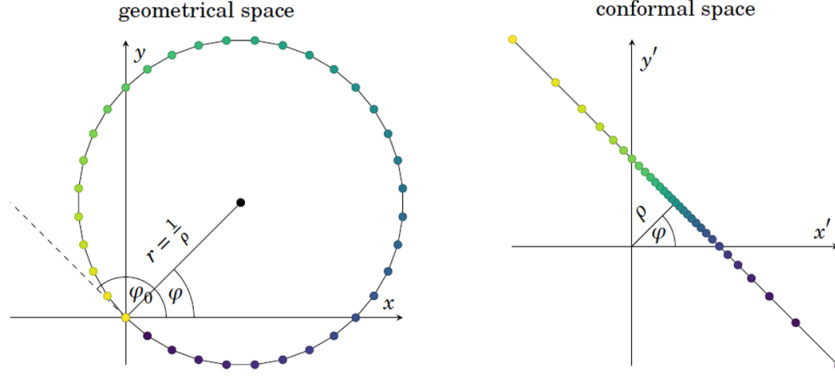 geometrical space
y
r = 1/ρ
φ₀
φ
x
conformal space
y′
ρ
φ
x′